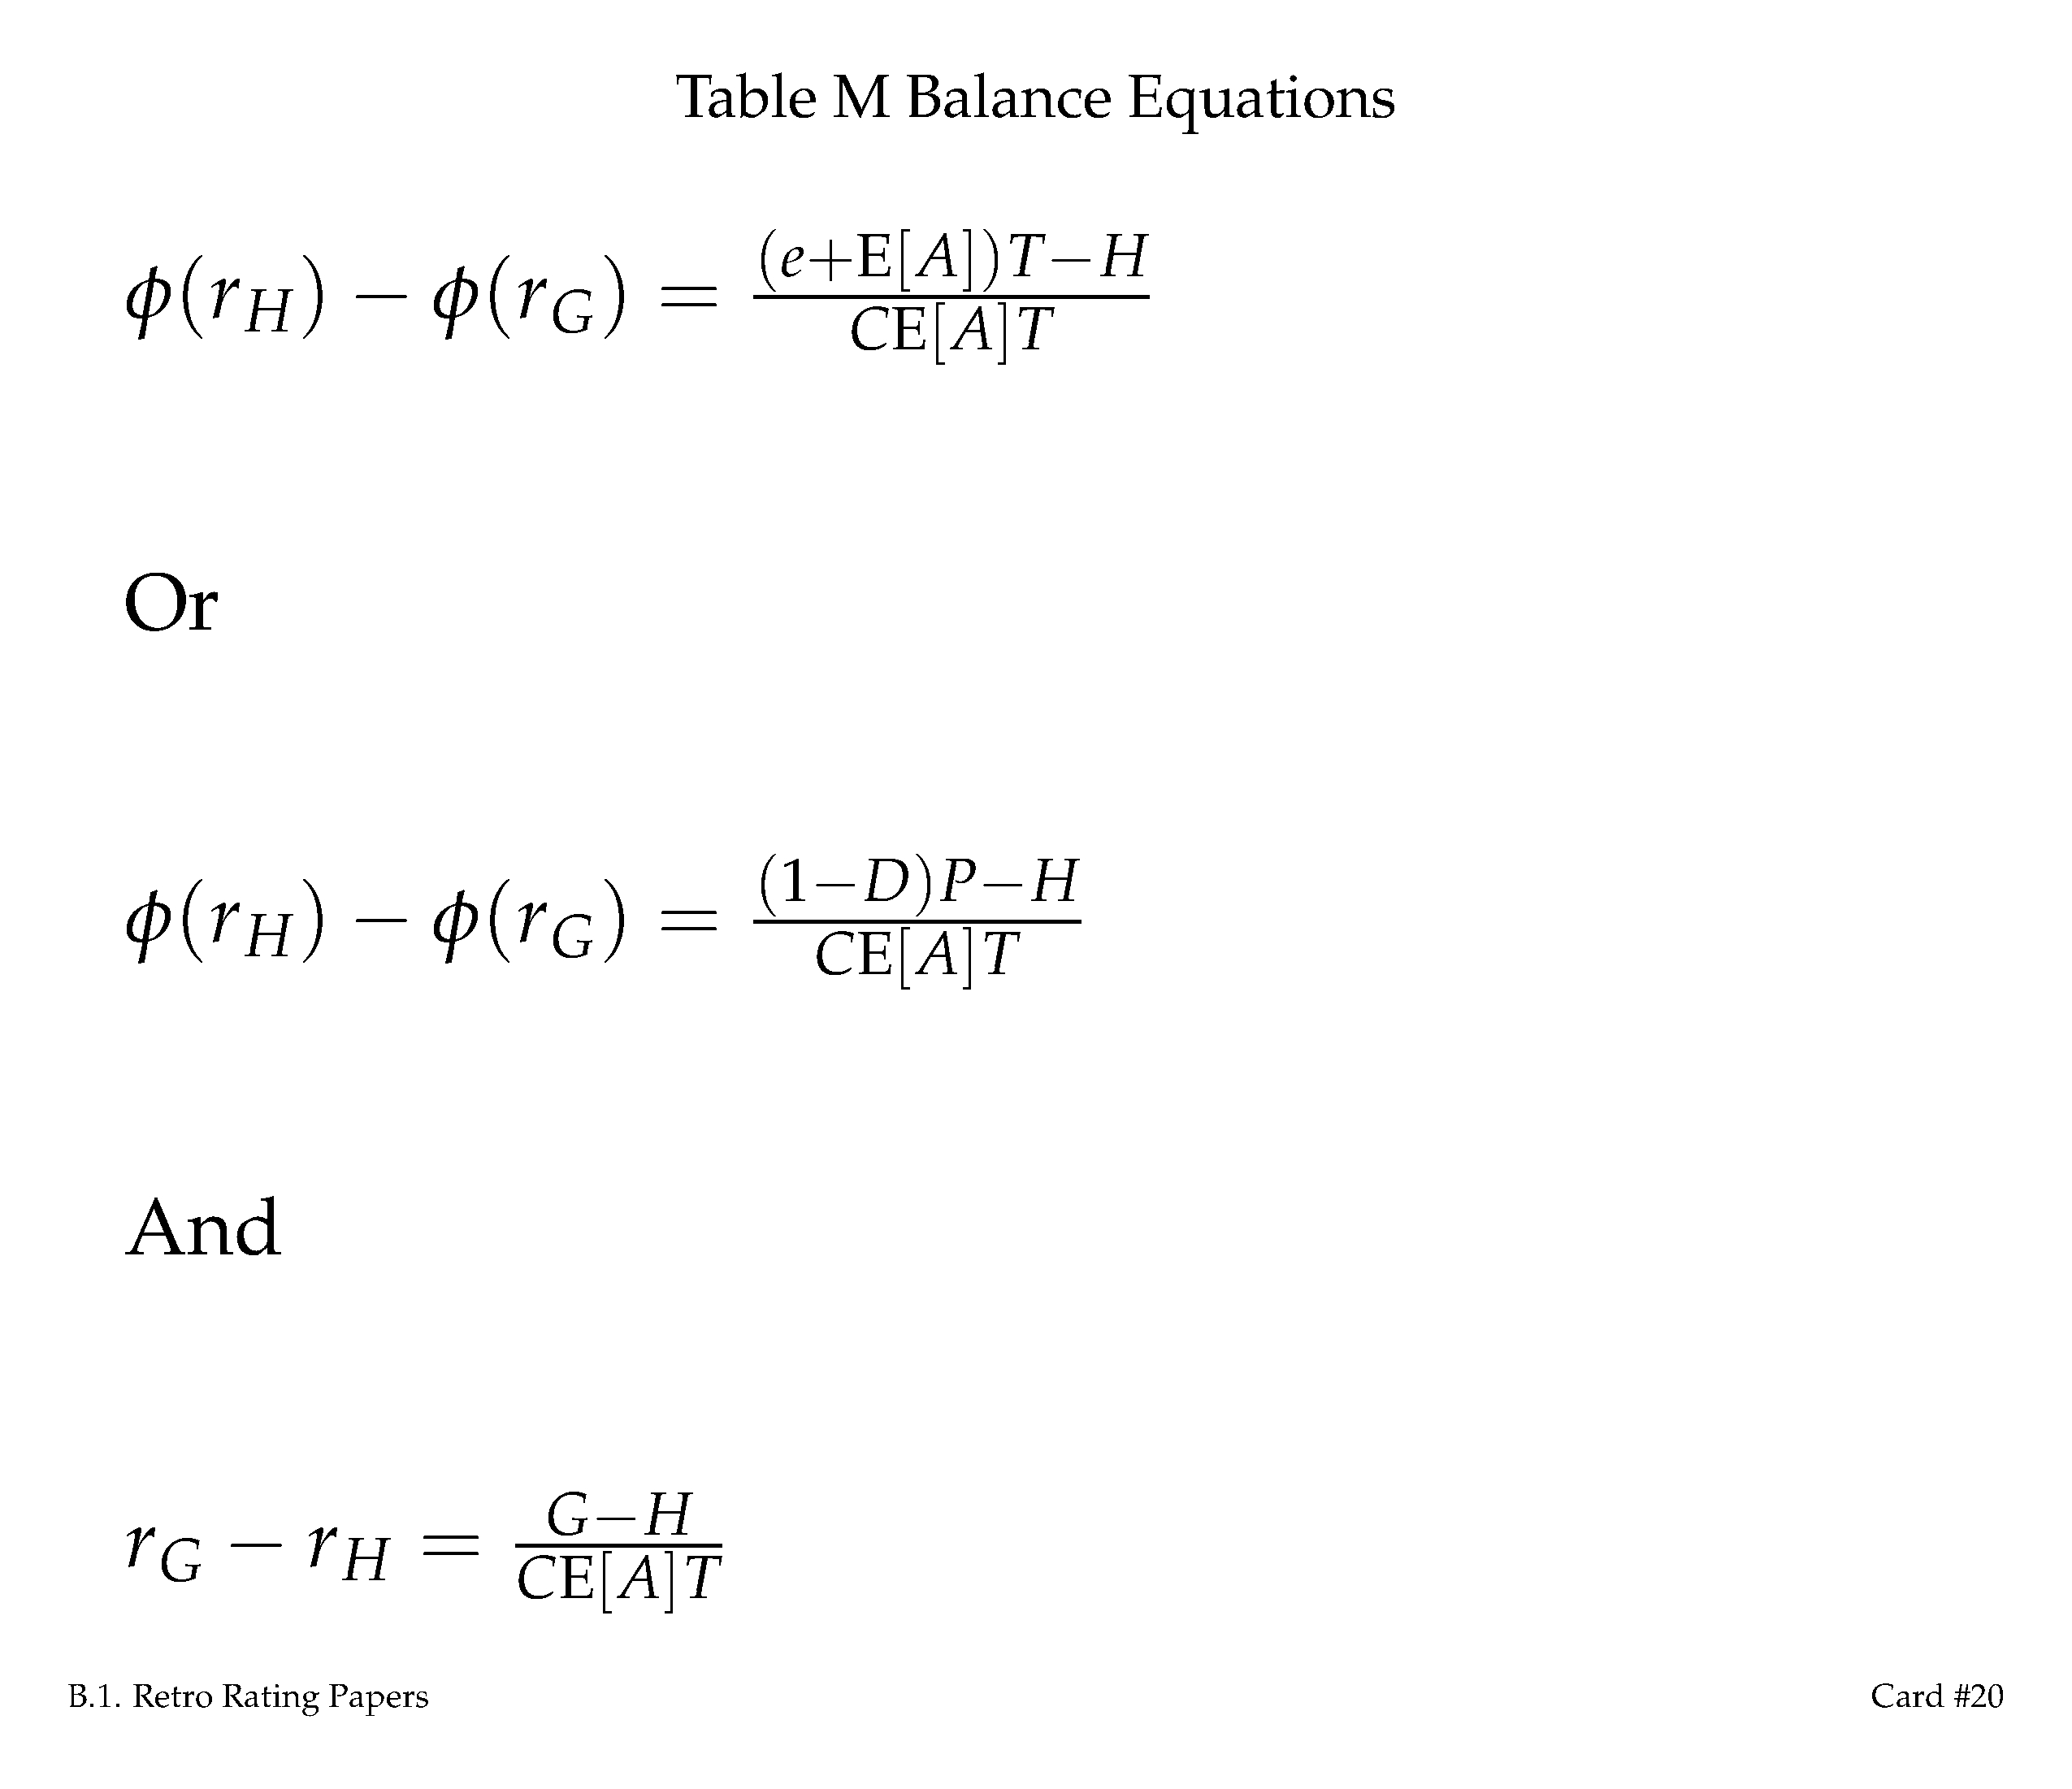 Table M Balance Equations
$\phi(r_H) - \phi(r_G) = \frac{(e+\mathrm{E}[A])T-H}{C\mathrm{E}[A]T}$
Or
$\phi(r_H) - \phi(r_G) = \frac{(1-D)P-H}{C\mathrm{E}[A]T}$
And
$r_G - r_H = \frac{G-H}{C\mathrm{E}[A]T}$
B.1. Retro Rating Papers
Card #20